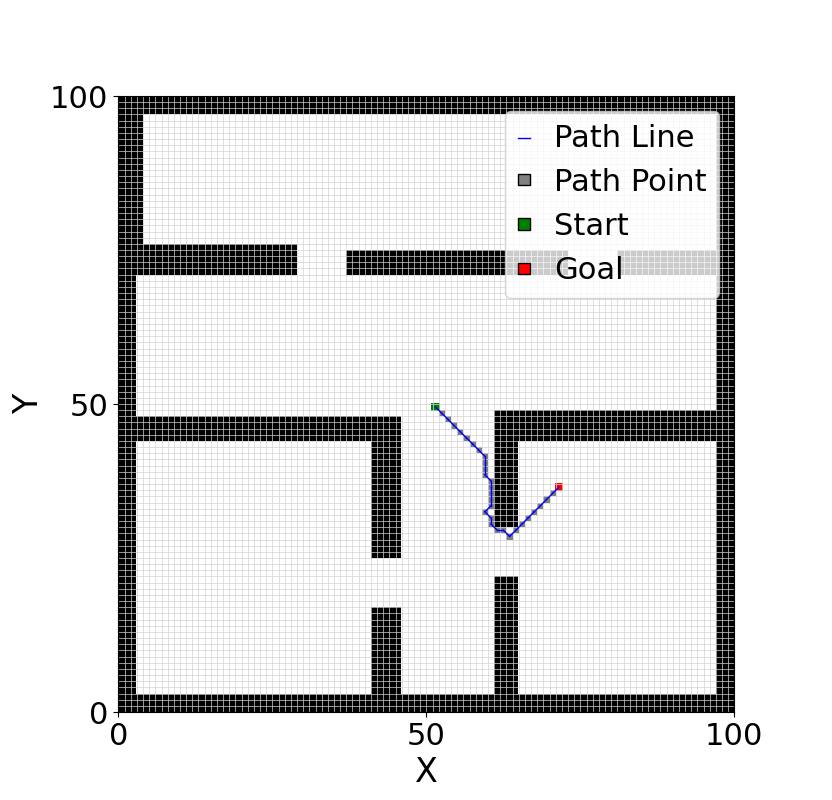 100
Path Line
Path Point
Start
Goal
Y
50
0
0 50 100
X